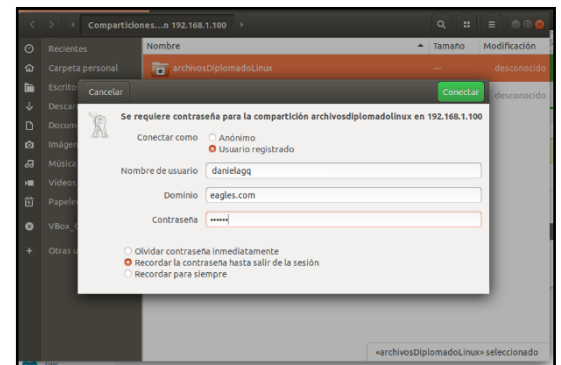 Comparticiones...n 192.168.1.100
Recientes
Carpeta personal
Escrito
Descar
Docum
Imágen
Música
Vídeos
Papele
VBox_
Otras u
Nombre Tamaño Modificación
archivosDiplomadoLinux — desconocido
desconocido
Cancelar Conectar
Se requiere contraseña para la compartición archivosdiplomadolinux en 192.168.1.100
Conectar como Anónimo
Usuario registrado
Nombre de usuario danielagq
Dominio eagles.com
Contraseña ••••••
Olvidar contraseña inmediatamente
Recordar la contraseña hasta salir de la sesión
Recordar para siempre
«archivosDiplomadoLinux» seleccionado